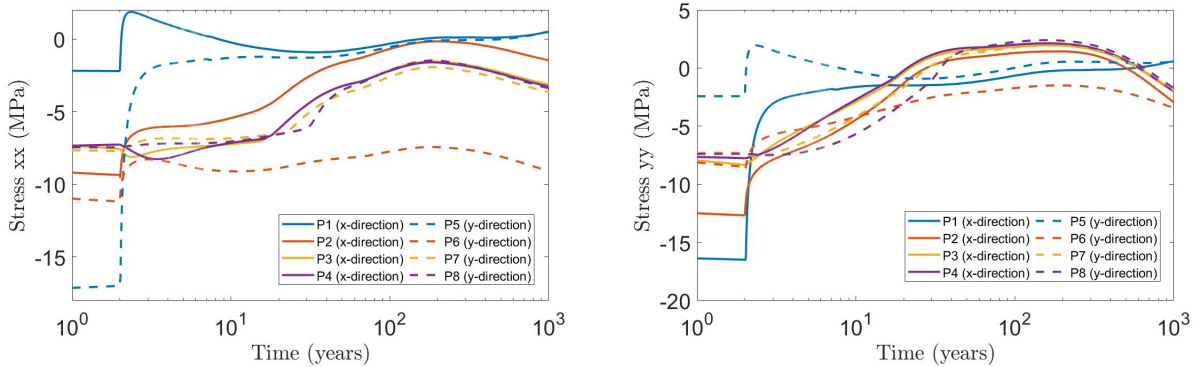 0
-5
-10
-15
Stress xx (MPa)
10^0 10^1 10^2 10^3
Time (years)
P1 (x-direction) P5 (y-direction)
P2 (x-direction) P6 (y-direction)
P3 (x-direction) P7 (y-direction)
P4 (x-direction) P8 (y-direction)
5
0
-5
-10
-15
-20
Stress yy (MPa)
10^0 10^1 10^2 10^3
Time (years)
P1 (x-direction) P5 (y-direction)
P2 (x-direction) P6 (y-direction)
P3 (x-direction) P7 (y-direction)
P4 (x-direction) P8 (y-direction)